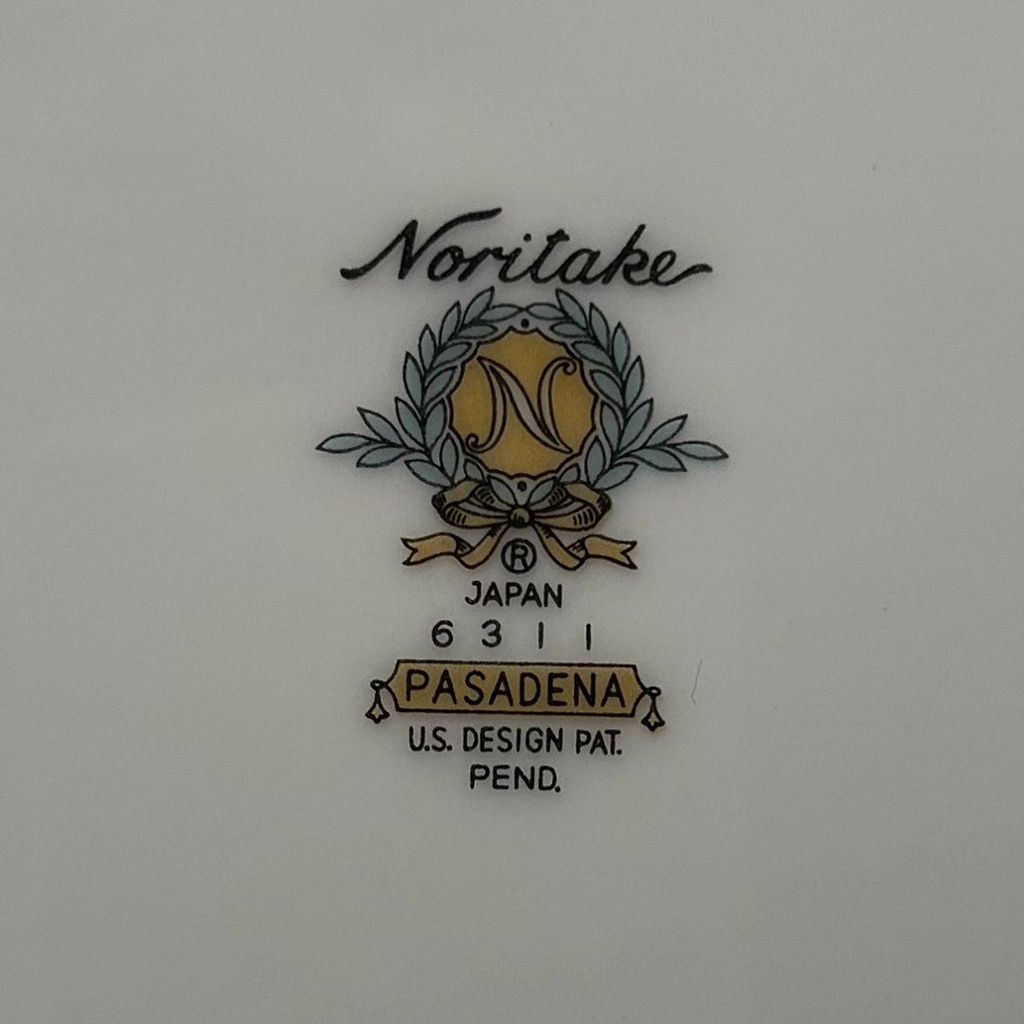 Noritake
N
®
JAPAN
6311
PASADENA
U.S. DESIGN PAT.
PEND.